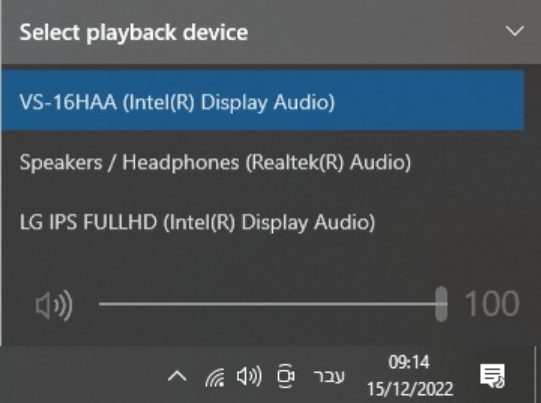 Select playback device
VS-16HAA (Intel(R) Display Audio)
Speakers / Headphones (Realtek(R) Audio)
LG IPS FULLHD (Intel(R) Display Audio)
100
עבר
09:14
15/12/2022